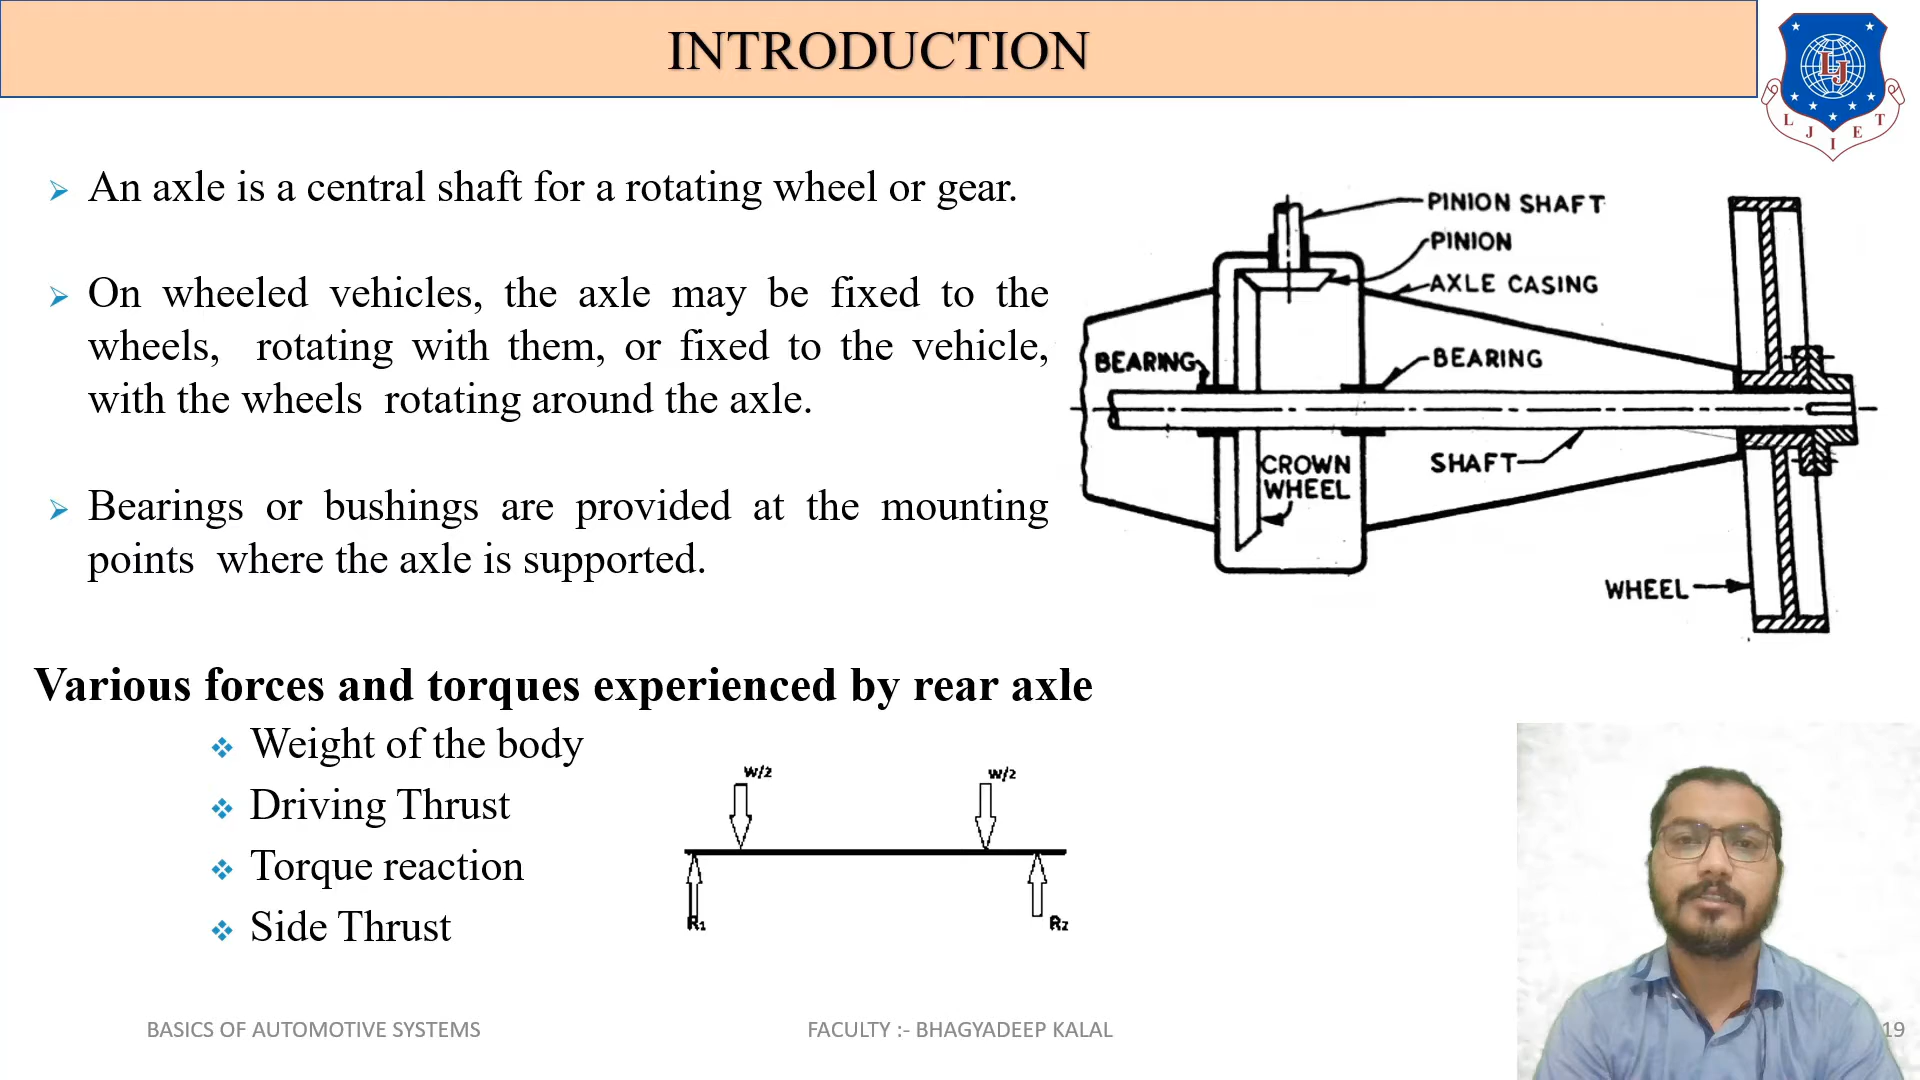 INTRODUCTION
LJ
L J I E T
An axle is a central shaft for a rotating wheel or gear.
On wheeled vehicles, the axle may be fixed to the
wheels, rotating with them, or fixed to the vehicle,
with the wheels rotating around the axle.
Bearings or bushings are provided at the mounting
points where the axle is supported.
PINION SHAFT
PINION
AXLE CASING
BEARING
BEARING
CROWN
WHEEL
SHAFT
WHEEL
Various forces and torques experienced by rear axle
Weight of the body
Driving Thrust
Torque reaction
Side Thrust
W/2
W/2
R1
R2
BASICS OF AUTOMOTIVE SYSTEMS
FACULTY :- BHAGYADEEP KALAL
19